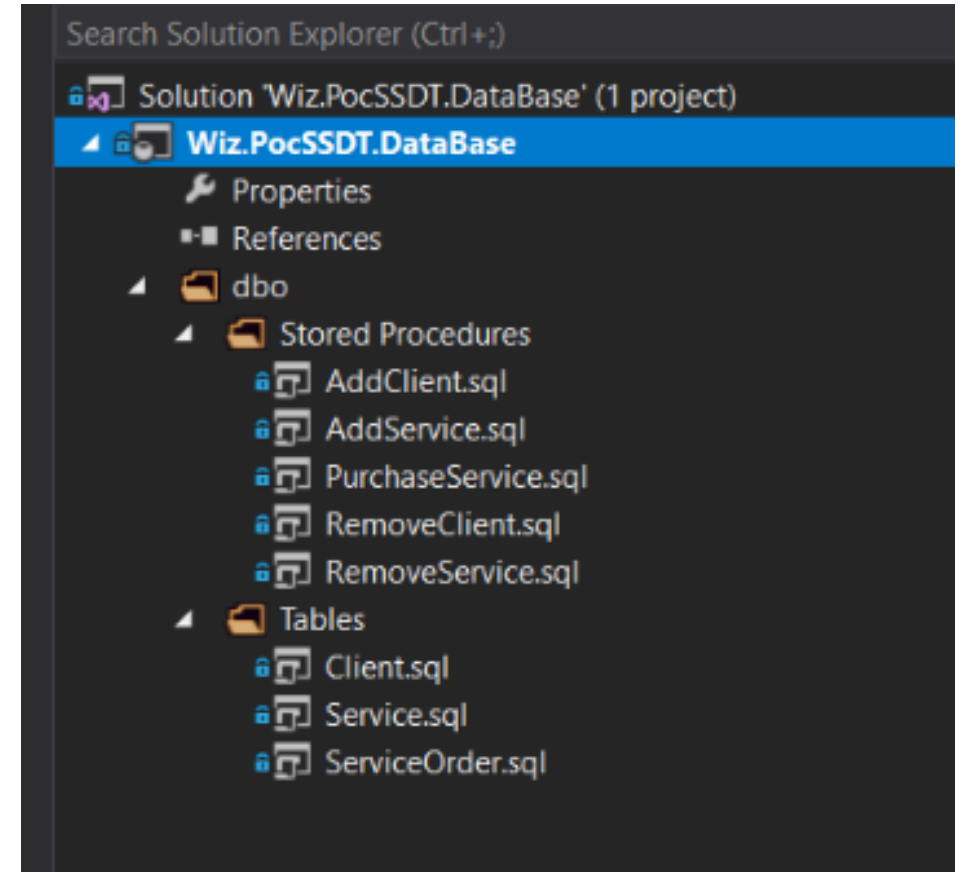 Search Solution Explorer (Ctrl+;)
Solution 'Wiz.PocSSDT.DataBase' (1 project)
Wiz.PocSSDT.DataBase
Properties
References
dbo
Stored Procedures
AddClient.sql
AddService.sql
PurchaseService.sql
RemoveClient.sql
RemoveService.sql
Tables
Client.sql
Service.sql
ServiceOrder.sql